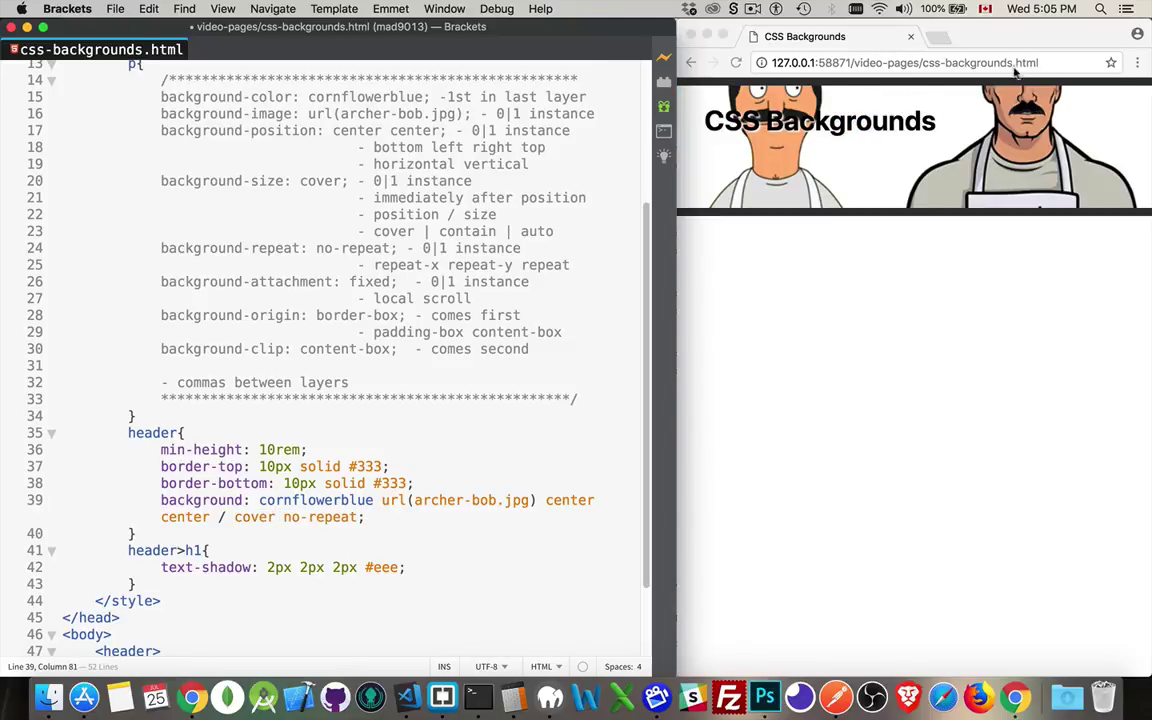 Brackets File Edit Find View Navigate Template Emmet Window Debug Help 100% Wed 5:05 PM
• video-pages/css-backgrounds.html (mad9013) — Brackets
css-backgrounds.html
CSS Backgrounds
127.0.0.1:58871/video-pages/css-backgrounds.html
13 p{
14 /**************************************************
15 background-color: cornflowerblue; -1st in last layer
16 background-image: url(archer-bob.jpg); - 0|1 instance
17 background-position: center center; - 0|1 instance
18 - bottom left right top
19 - horizontal vertical
20 background-size: cover; - 0|1 instance
21 - immediately after position
22 - position / size
23 - cover | contain | auto
24 background-repeat: no-repeat; - 0|1 instance
25 - repeat-x repeat-y repeat
26 background-attachment: fixed; - 0|1 instance
27 - local scroll
28 background-origin: border-box; - comes first
29 - padding-box content-box
30 background-clip: content-box;  - comes second
31
32 - commas between layers
33 **************************************************/
34 }
35 header{
36 min-height: 10rem;
37 border-top: 10px solid #333;
38 border-bottom: 10px solid #333;
39 background: cornflowerblue url(archer-bob.jpg) center
center / cover no-repeat;
40 }
41 header>h1{
42 text-shadow: 2px 2px 2px #eee;
43 }
44 </style>
45 </head>
46 <body>
47 <header>
CSS Backgrounds
Line 39, Column 81 — 52 Lines
INS UTF-8 HTML Spaces: 4
JUL
25